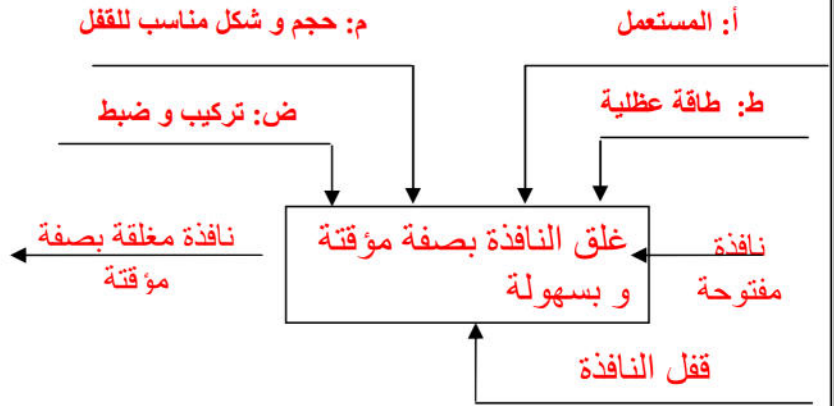 أ: المستعمل
م: حجم و شكل مناسب للقفل
ط: طاقة عظلية
ض: تركيب و ضبط
نافذة
مفتوحة
غلق النافذة بصفة مؤقتة
و بسهولة
نافذة مغلقة بصفة
مؤقتة
قفل النافذة